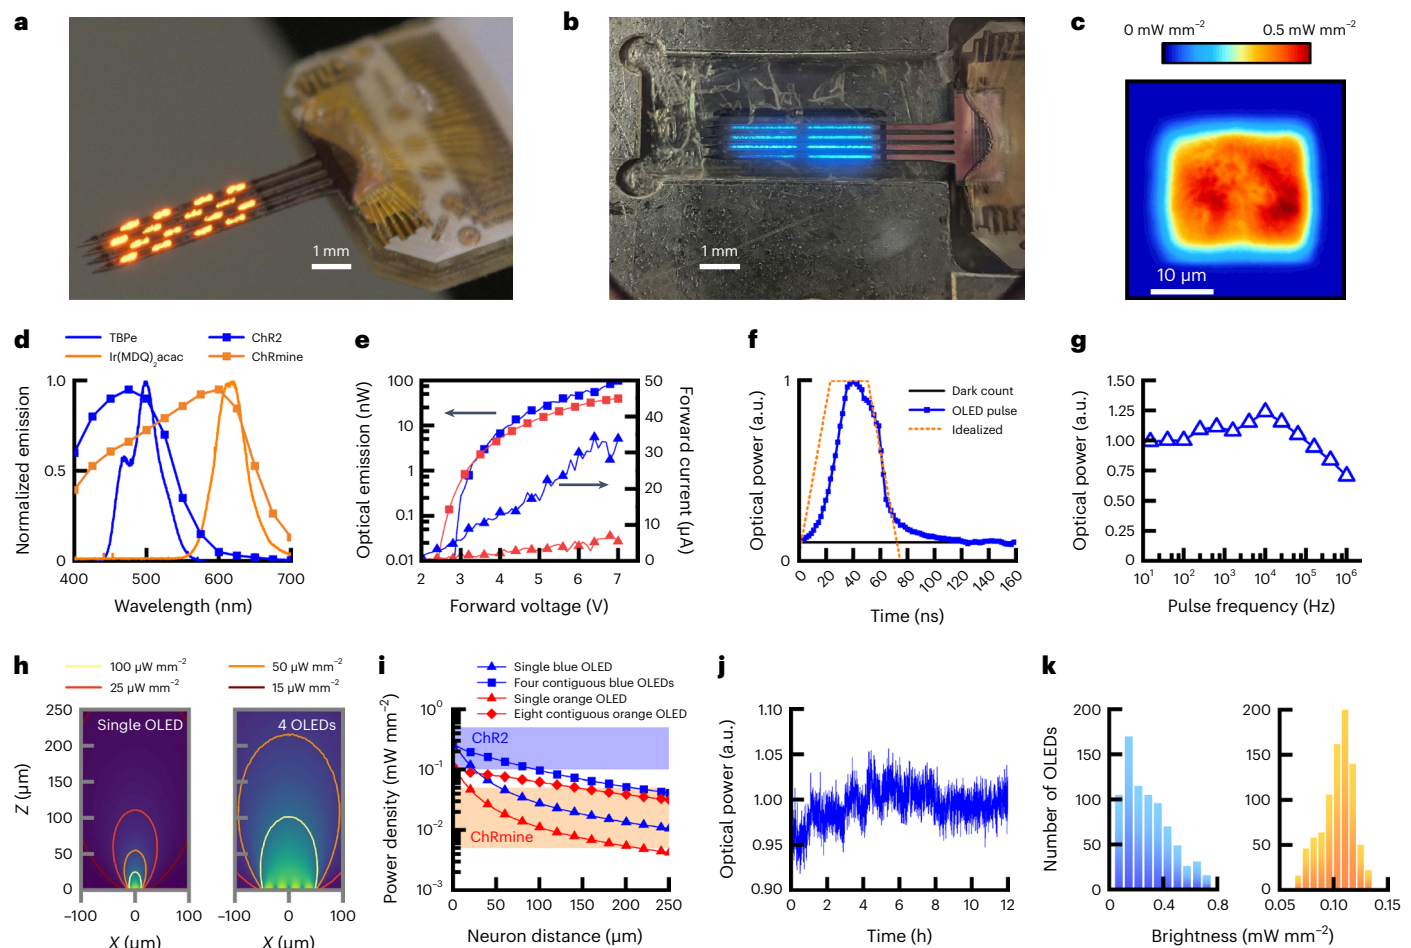 a
1 mm
b
1 mm
c
0 mW mm⁻² 0.5 mW mm⁻²
10 µm
d
TBPe ChR2
Ir(MDQ)₂acac ChRmine
Normalized emission
1.0
0.5
0
400 500 600 700
Wavelength (nm)
e
Optical emission (nW)
100
10
1
0.1
0.01
50
40
30
20
10
0
Forward current (µA)
2 3 4 5 6 7
Forward voltage (V)
f
Optical power (a.u.)
1
1
0
Dark count
OLED pulse
Idealized
0 20 40 60 80 100 120 140 160
Time (ns)
g
Optical power (a.u.)
1.50
1.25
1.00
0.75
0.50
0.25
0
10¹ 10² 10³ 10⁴ 10⁵ 10⁶
Pulse frequency (Hz)
h
100 µW mm⁻² 50 µW mm⁻²
25 µW mm⁻² 15 µW mm⁻²
Z (µm)
250
200
150
100
50
0
Single OLED
4 OLEDs
−100 0 100
−100 0 100
X (µm) X (µm)
i
Single blue OLED
Four contiguous blue OLEDs
Single orange OLED
Eight contiguous orange OLED
Power density (mW mm⁻²)
10⁰
10⁻¹
10⁻²
10⁻³
ChR2
ChRmine
0 50 100 150 200 250
Neuron distance (µm)
j
Optical power (a.u.)
1.10
1.05
1.00
0.95
0.90
0 2 4 6 8 10 12
Time (h)
k
Number of OLEDs
200
150
100
50
0
0 0.4 0.8
200
150
100
50
0
0.05 0.10 0.15
Brightness (mW mm⁻²)